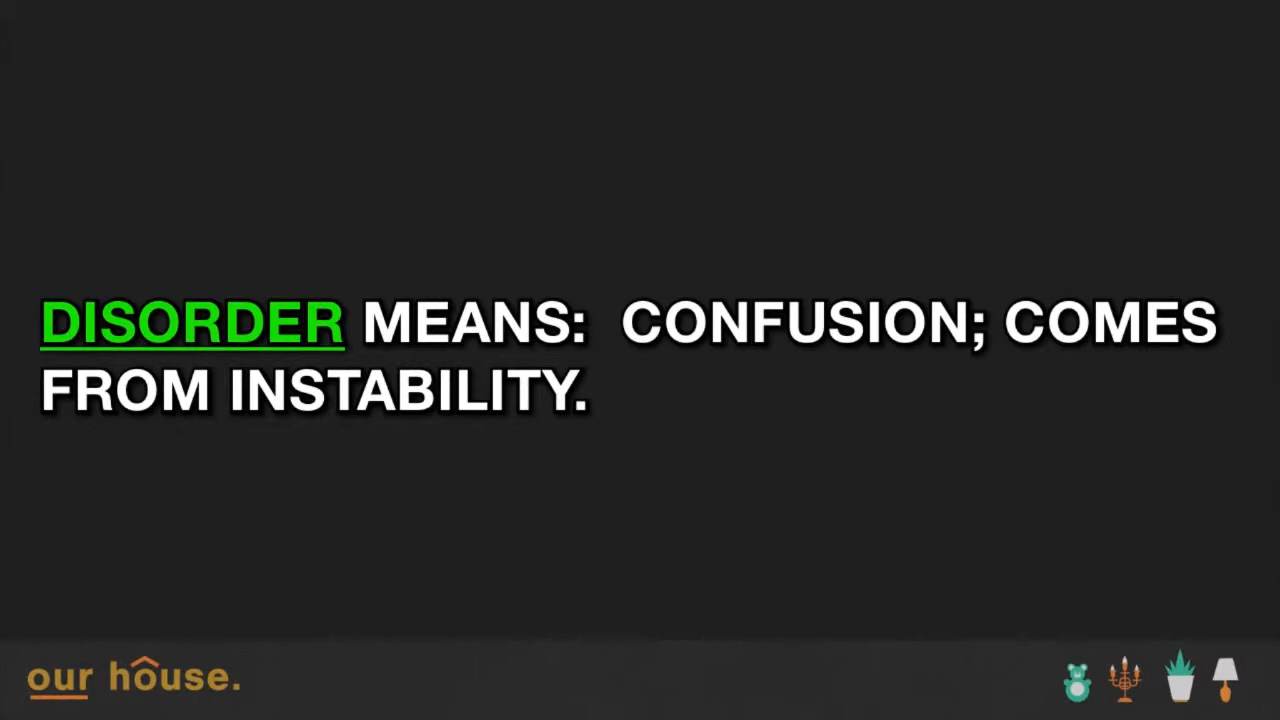 DISORDER MEANS:  CONFUSION; COMES
FROM INSTABILITY.
our house.